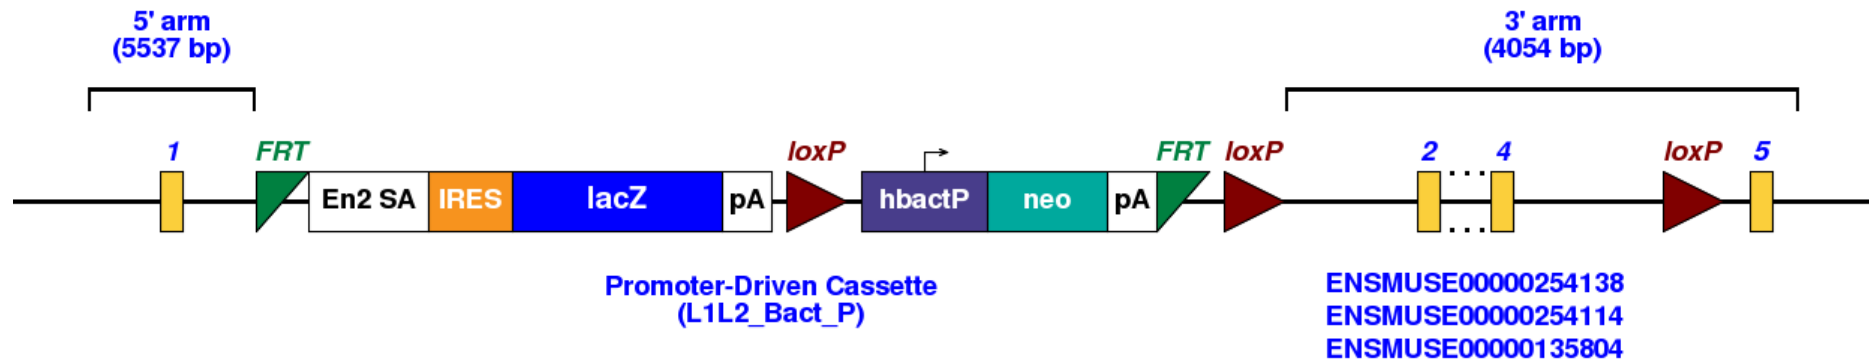 5' arm
(5537 bp)
3' arm
(4054 bp)
1 FRT loxP FRT loxP 2 ... 4 loxP 5
En2 SA IRES lacZ pA hbactP neo pA ...
Promoter-Driven Cassette
(L1L2_Bact_P)
ENSMUSE00000254138
ENSMUSE00000254114
ENSMUSE00000135804